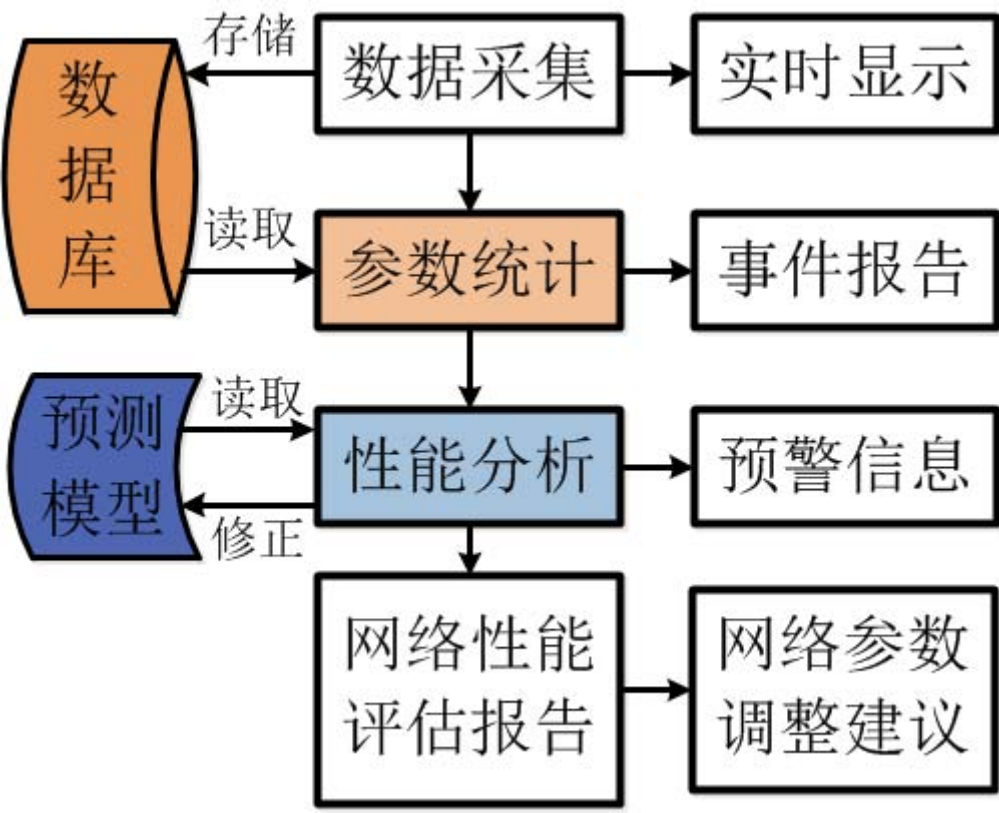 存储
数据采集
实时显示
数
据
库
读取
参数统计
事件报告
读取
预测
模型
性能分析
预警信息
修正
网络性能
评估报告
网络参数
调整建议